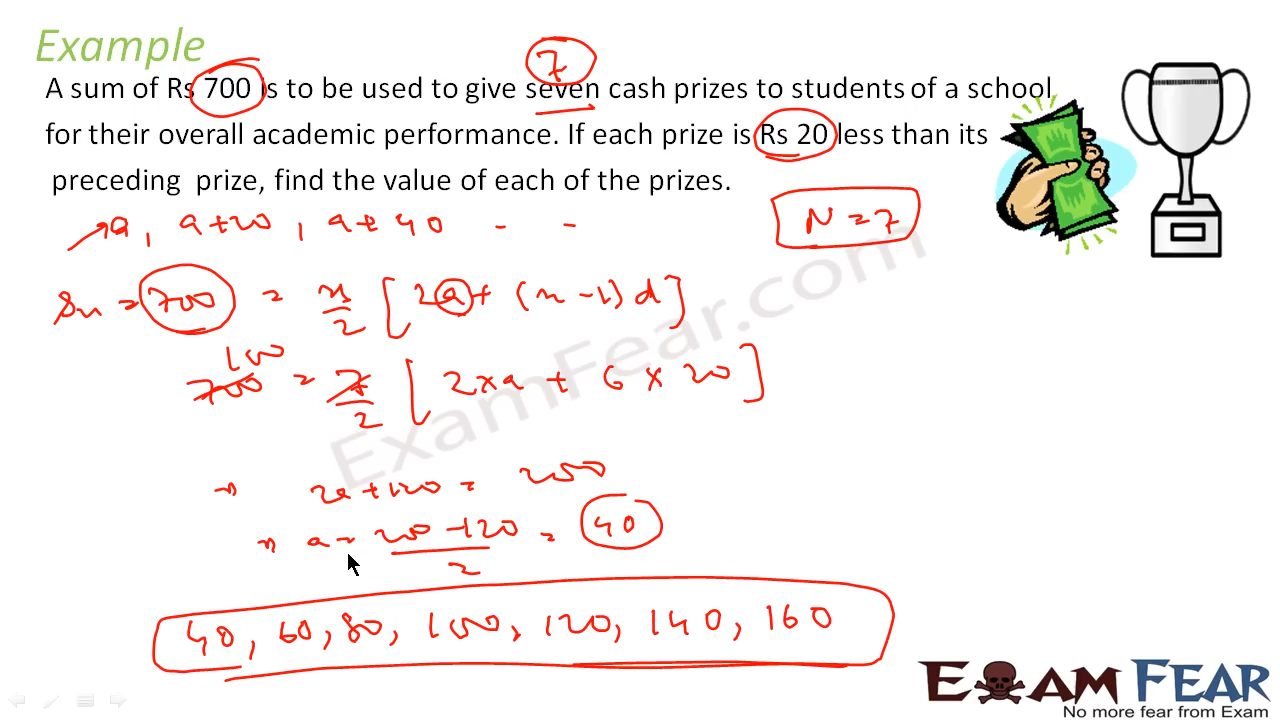 Example
7
A sum of Rs 700 is to be used to give seven cash prizes to students of a school
for their overall academic performance. If each prize is Rs 20 less than its
preceding prize, find the value of each of the prizes.
a, a+20, a+40 - -
N=7
Sn = 700 = n/2 [2a + (n-1)d]
100
700 = 7/2 [2×a + 6×20]
⇒ 2a+120 = 200
⇒ a = 200-120/2 = 40
40, 60, 80, 100, 120, 140, 160
ExamFear.com
EXAM FEAR
No more fear from Exam